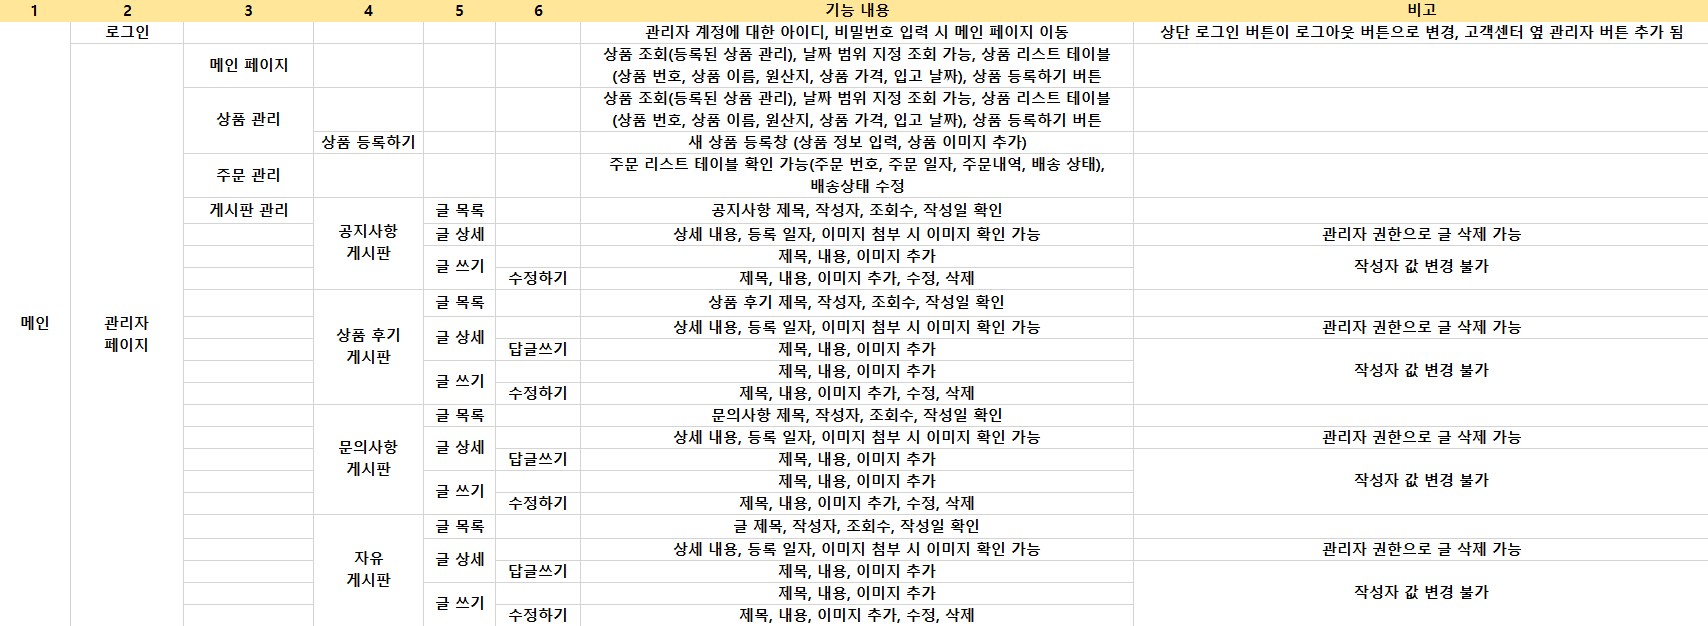 1 2 3 4 5 6 기능 내용 비고
로그인 관리자 계정에 대한 아이디, 비밀번호 입력 시 메인 페이지 이동 상단 로그인 버튼이 로그아웃 버튼으로 변경, 고객센터 옆 관리자 버튼 추가 됨
메인 페이지 상품 조회(등록된 상품 관리), 날짜 범위 지정 조회 가능, 상품 리스트 테이블
(상품 번호, 상품 이름, 원산지, 상품 가격, 입고 날짜), 상품 등록하기 버튼
상품 관리 상품 조회(등록된 상품 관리), 날짜 범위 지정 조회 가능, 상품 리스트 테이블
(상품 번호, 상품 이름, 원산지, 상품 가격, 입고 날짜), 상품 등록하기 버튼
상품 등록하기 새 상품 등록창 (상품 정보 입력, 상품 이미지 추가)
주문 관리 주문 리스트 테이블 확인 가능(주문 번호, 주문 일자, 주문내역, 배송 상태),
배송상태 수정
게시판 관리 글 목록 공지사항 제목, 작성자, 조회수, 작성일 확인
공지사항
게시판
글 상세 상세 내용, 등록 일자, 이미지 첨부 시 이미지 확인 가능 관리자 권한으로 글 삭제 가능
글 쓰기 제목, 내용, 이미지 추가 작성자 값 변경 불가
수정하기 제목, 내용, 이미지 추가, 수정, 삭제
글 목록 상품 후기 제목, 작성자, 조회수, 작성일 확인
메인
관리자
페이지
상품 후기
게시판
글 상세 상세 내용, 등록 일자, 이미지 첨부 시 이미지 확인 가능 관리자 권한으로 글 삭제 가능
답글쓰기 제목, 내용, 이미지 추가 작성자 값 변경 불가
글 쓰기 제목, 내용, 이미지 추가
수정하기 제목, 내용, 이미지 추가, 수정, 삭제
글 목록 문의사항 제목, 작성자, 조회수, 작성일 확인
문의사항
게시판
글 상세 상세 내용, 등록 일자, 이미지 첨부 시 이미지 확인 가능 관리자 권한으로 글 삭제 가능
답글쓰기 제목, 내용, 이미지 추가 작성자 값 변경 불가
글 쓰기 제목, 내용, 이미지 추가
수정하기 제목, 내용, 이미지 추가, 수정, 삭제
글 목록 글 제목, 작성자, 조회수, 작성일 확인
자유
게시판
글 상세 상세 내용, 등록 일자, 이미지 첨부 시 이미지 확인 가능 관리자 권한으로 글 삭제 가능
답글쓰기 제목, 내용, 이미지 추가 작성자 값 변경 불가
글 쓰기 제목, 내용, 이미지 추가
수정하기 제목, 내용, 이미지 추가, 수정, 삭제